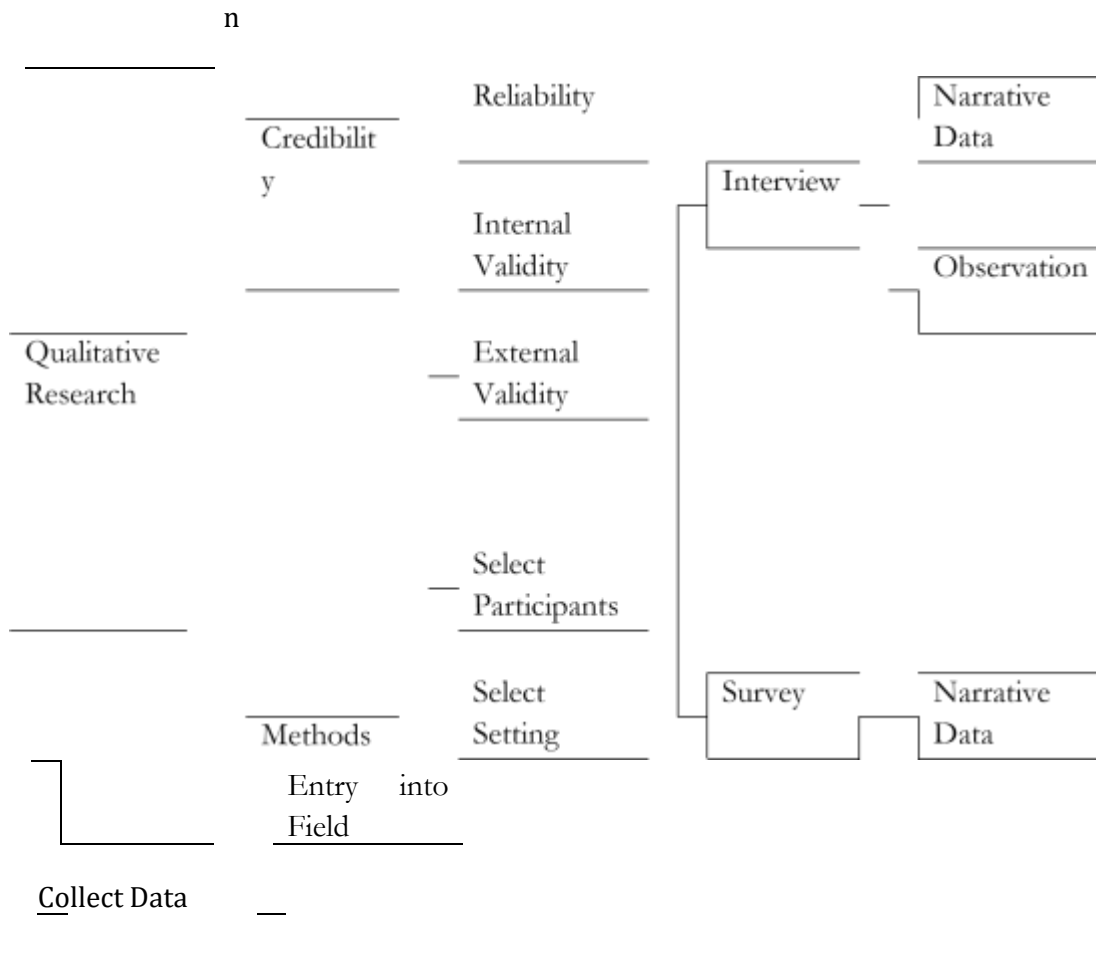 n
Reliability
Narrative
Data
Credibilit
y
Interview
Internal
Validity
Observation
Qualitative
Research
External
Validity
Select
Participants
Select
Setting
Survey
Narrative
Data
Methods
Entry into
Field
Collect Data